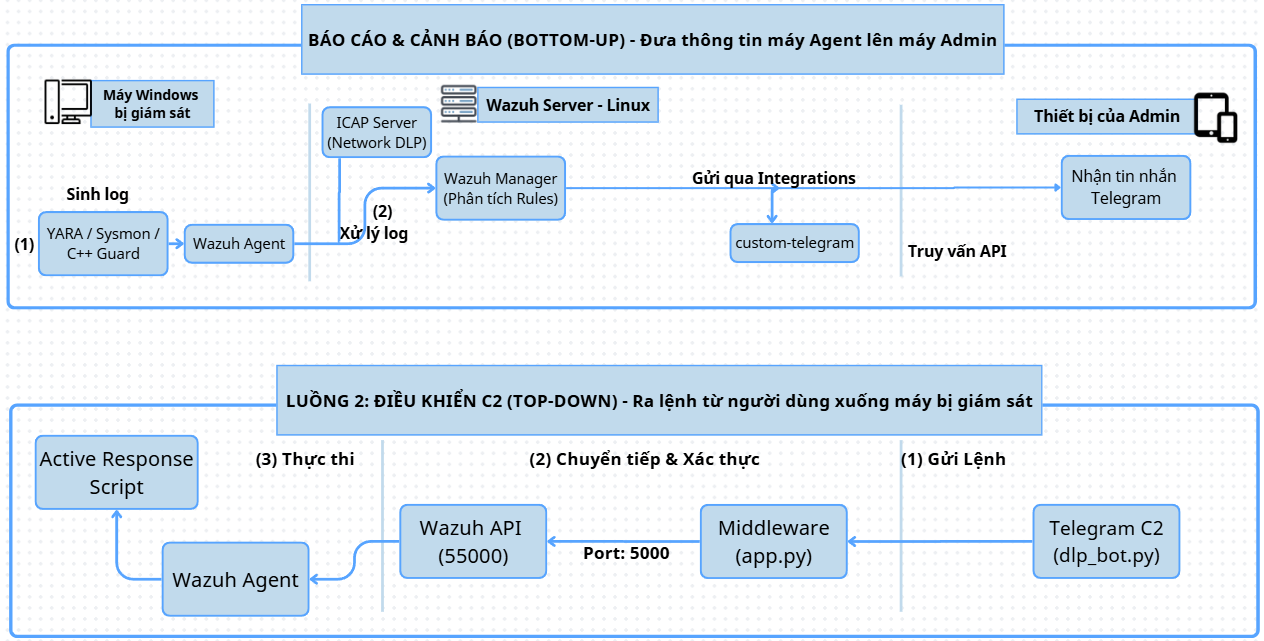 BÁO CÁO & CẢNH BÁO (BOTTOM-UP) - Đưa thông tin máy Agent lên máy Admin
Máy Windows
bị giám sát
Wazuh Server - Linux
Thiết bị của Admin
ICAP Server
(Network DLP)
Wazuh Manager
(Phân tích Rules)
Gửi qua Integrations
Nhận tin nhắn
Telegram
Sinh log
(1)
YARA / Sysmon /
C++ Guard
Wazuh Agent
(2)
Xử lý log
custom-telegram
Truy vấn API
LUỒNG 2: ĐIỀU KHIỂN C2 (TOP-DOWN) - Ra lệnh từ người dùng xuống máy bị giám sát
Active Response
Script
(3) Thực thi
(2) Chuyển tiếp & Xác thực
(1) Gửi Lệnh
Wazuh Agent
Wazuh API
(55000)
Port: 5000
Middleware
(app.py)
Telegram C2
(dlp_bot.py)